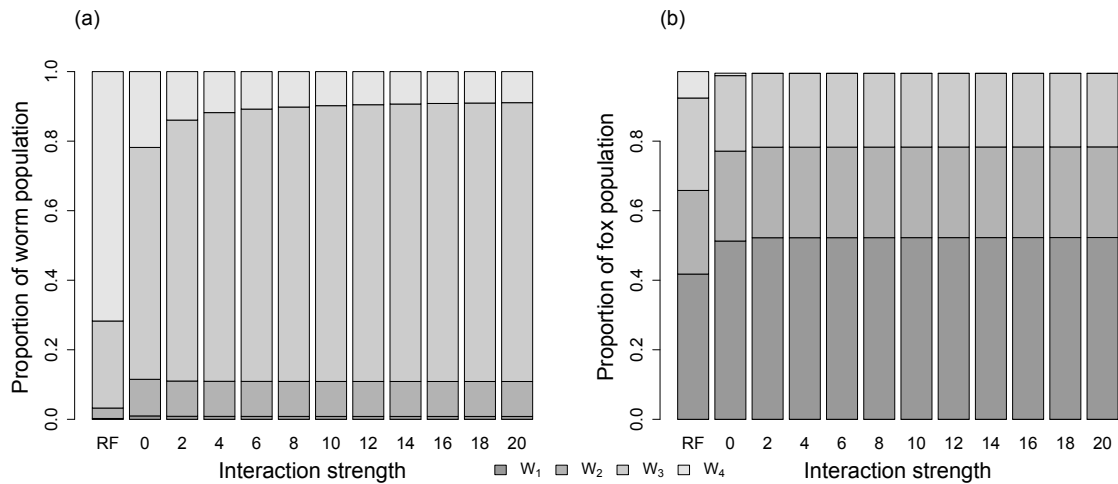 (a)
Proportion of worm population
1.0
0.8
0.6
0.4
0.2
0.0
RF 0 2 4 6 8 10 12 14 16 18 20
Interaction strength
(b)
Proportion of fox population
0.8
0.6
0.4
0.2
0.0
RF 0 2 4 6 8 10 12 14 16 18 20
Interaction strength
W₁ W₂ W₃ W₄